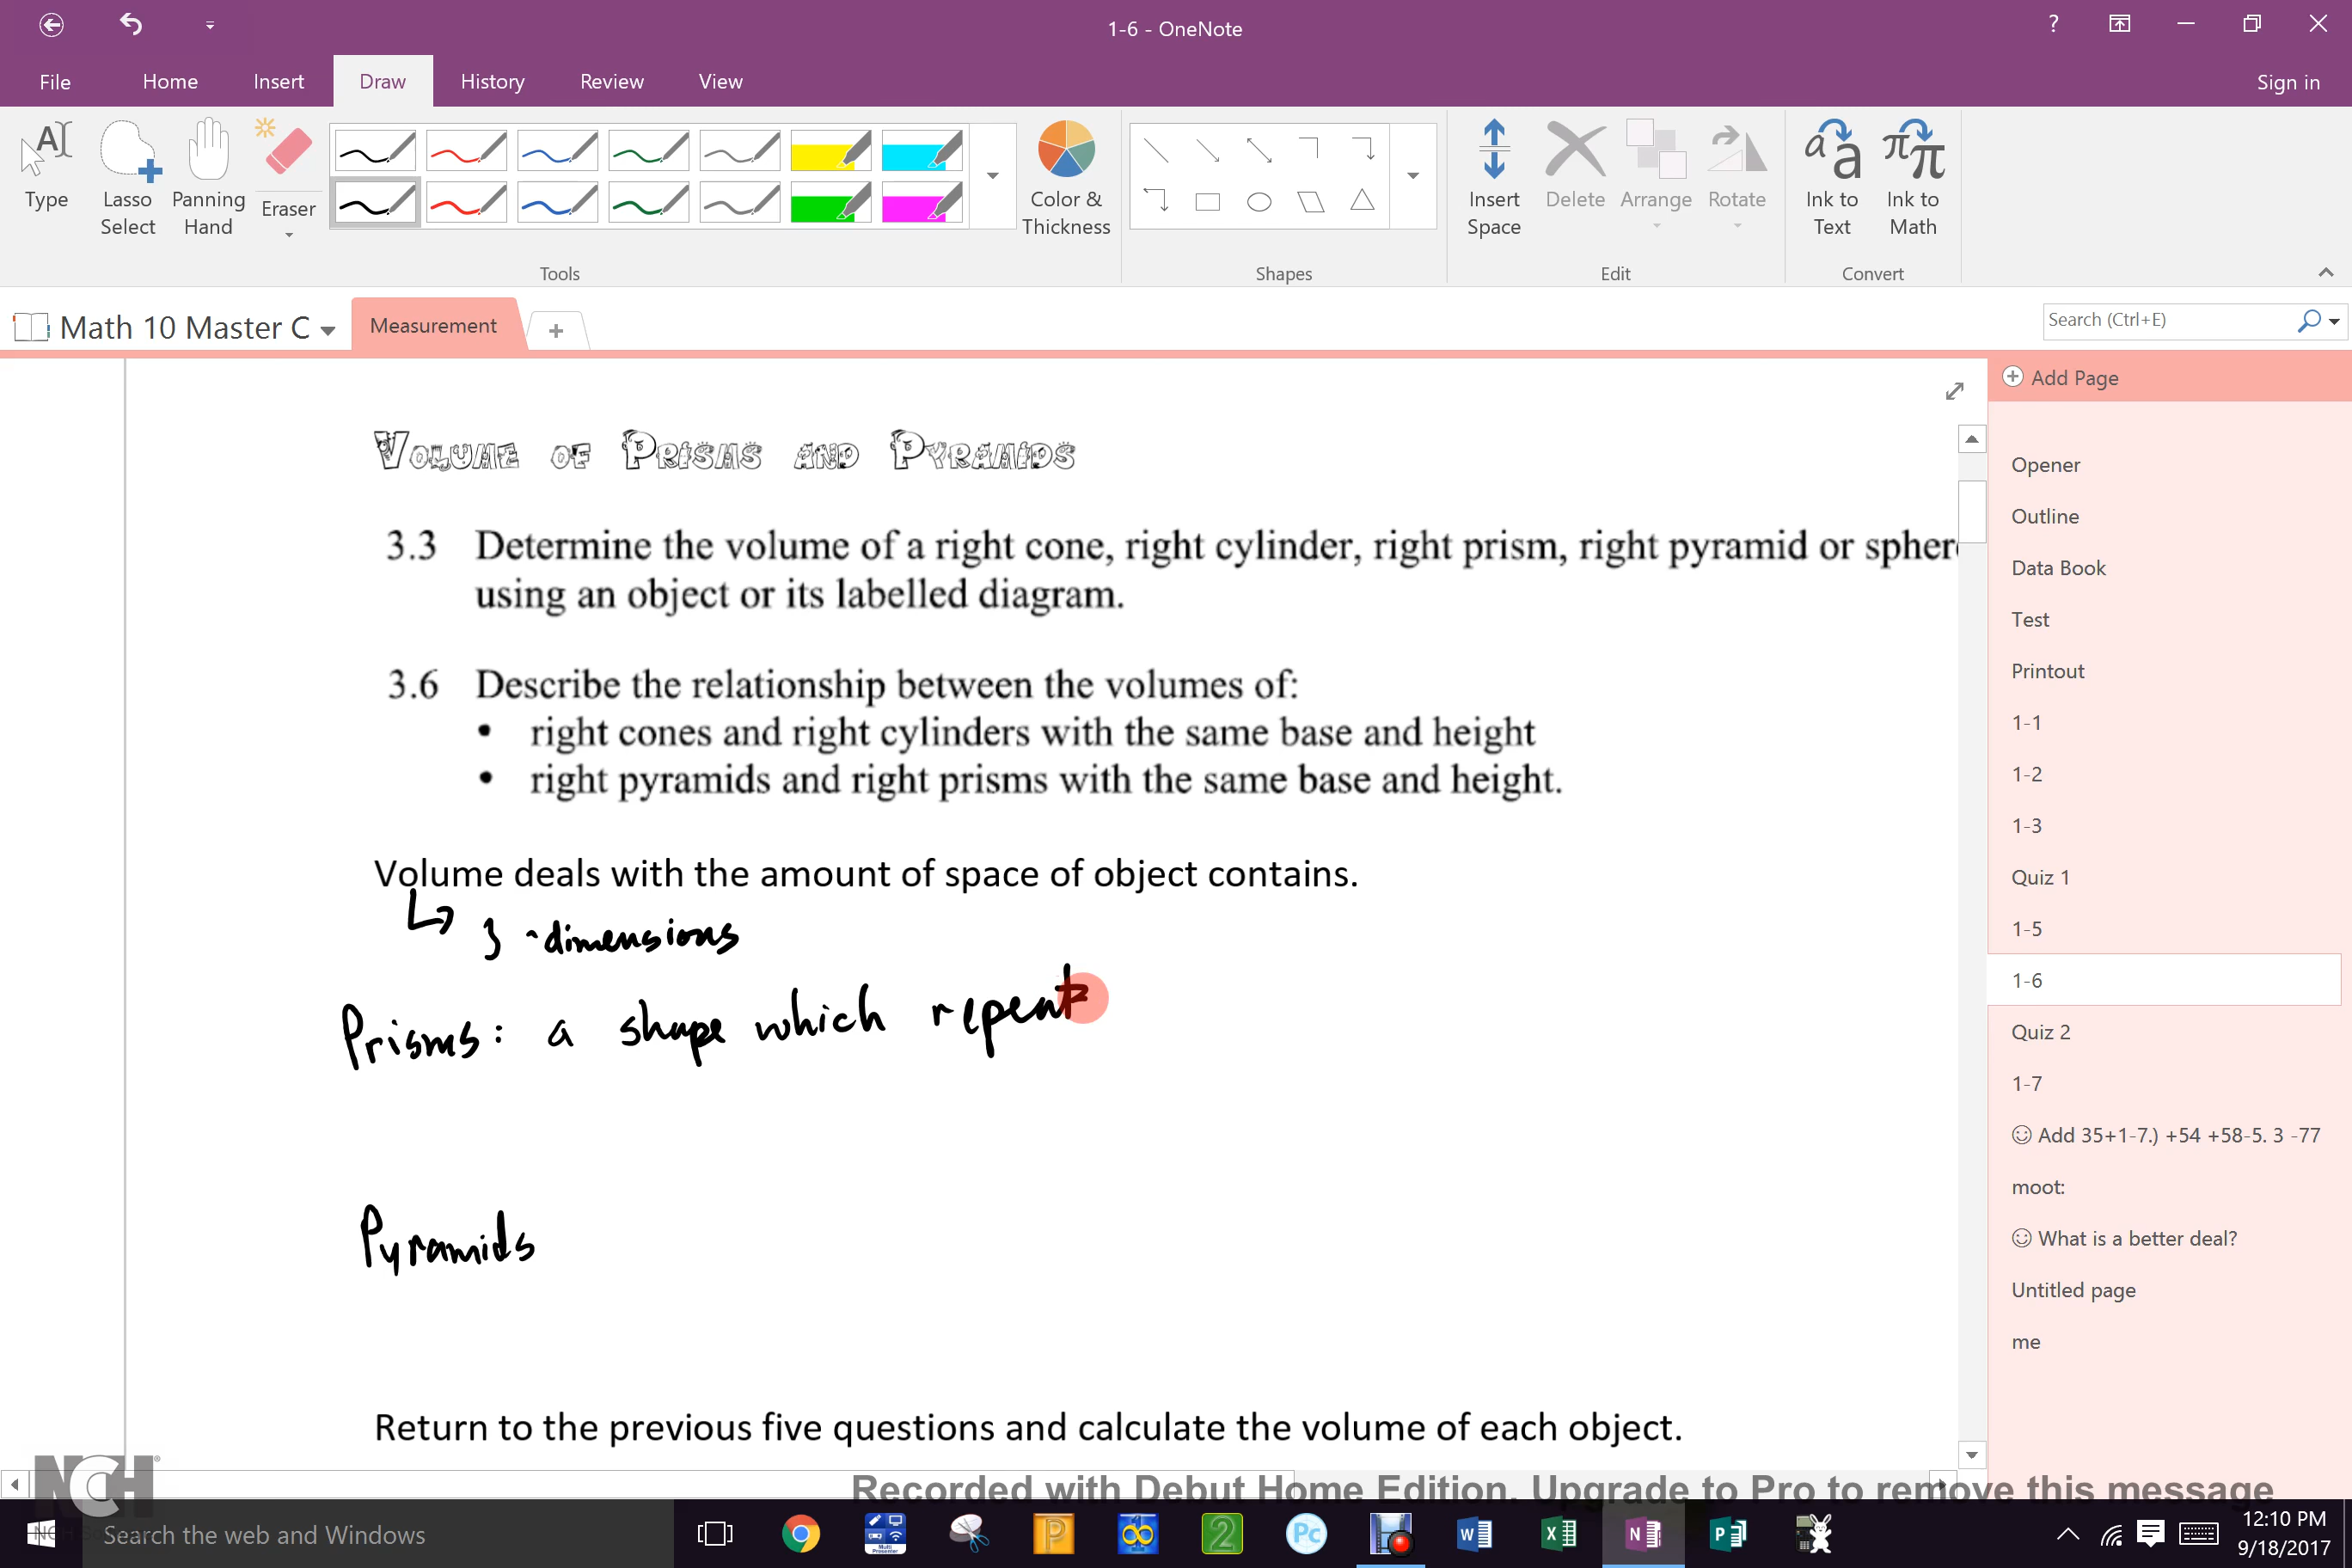 1-6 - OneNote
?
File Home Insert Draw History Review View Sign in
Type
Lasso Select
Panning Hand
Eraser
Color & Thickness
Insert Space
Delete
Arrange
Rotate
Ink to Text
Ink to Math
Tools
Shapes
Edit
Convert
Math 10 Master C
Measurement
+
Search (Ctrl+E)
Add Page
Opener
Outline
Data Book
Test
Printout
1-1
1-2
1-3
Quiz 1
1-5
1-6
Quiz 2
1-7
☺ Add 35+1-7.) +54 +58-5. 3 -77
moot:
☺ What is a better deal?
Untitled page
me
Volume of Prisms and Pyramids
3.3 Determine the volume of a right cone, right cylinder, right prism, right pyramid or spher
using an object or its labelled diagram.
3.6 Describe the relationship between the volumes of:
• right cones and right cylinders with the same base and height
• right pyramids and right prisms with the same base and height.
Volume deals with the amount of space of object contains.
↳ 3-dimensions
Prisms: a shape which repeat
Pyramids
Return to the previous five questions and calculate the volume of each object.
NCH
Recorded with Debut Home Edition. Upgrade to Pro to remove this message
Search the web and Windows
12:10 PM
9/18/2017